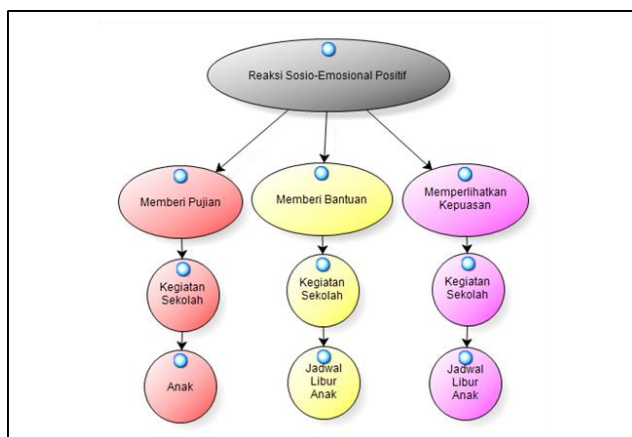 Reaksi Sosio-Emosional Positif
Memberi Pujian
Memberi Bantuan
Memperlihatkan
Kepuasan
Kegiatan
Sekolah
Kegiatan
Sekolah
Kegiatan
Sekolah
Anak
Jadwal
Libur
Anak
Jadwal
Libur
Anak